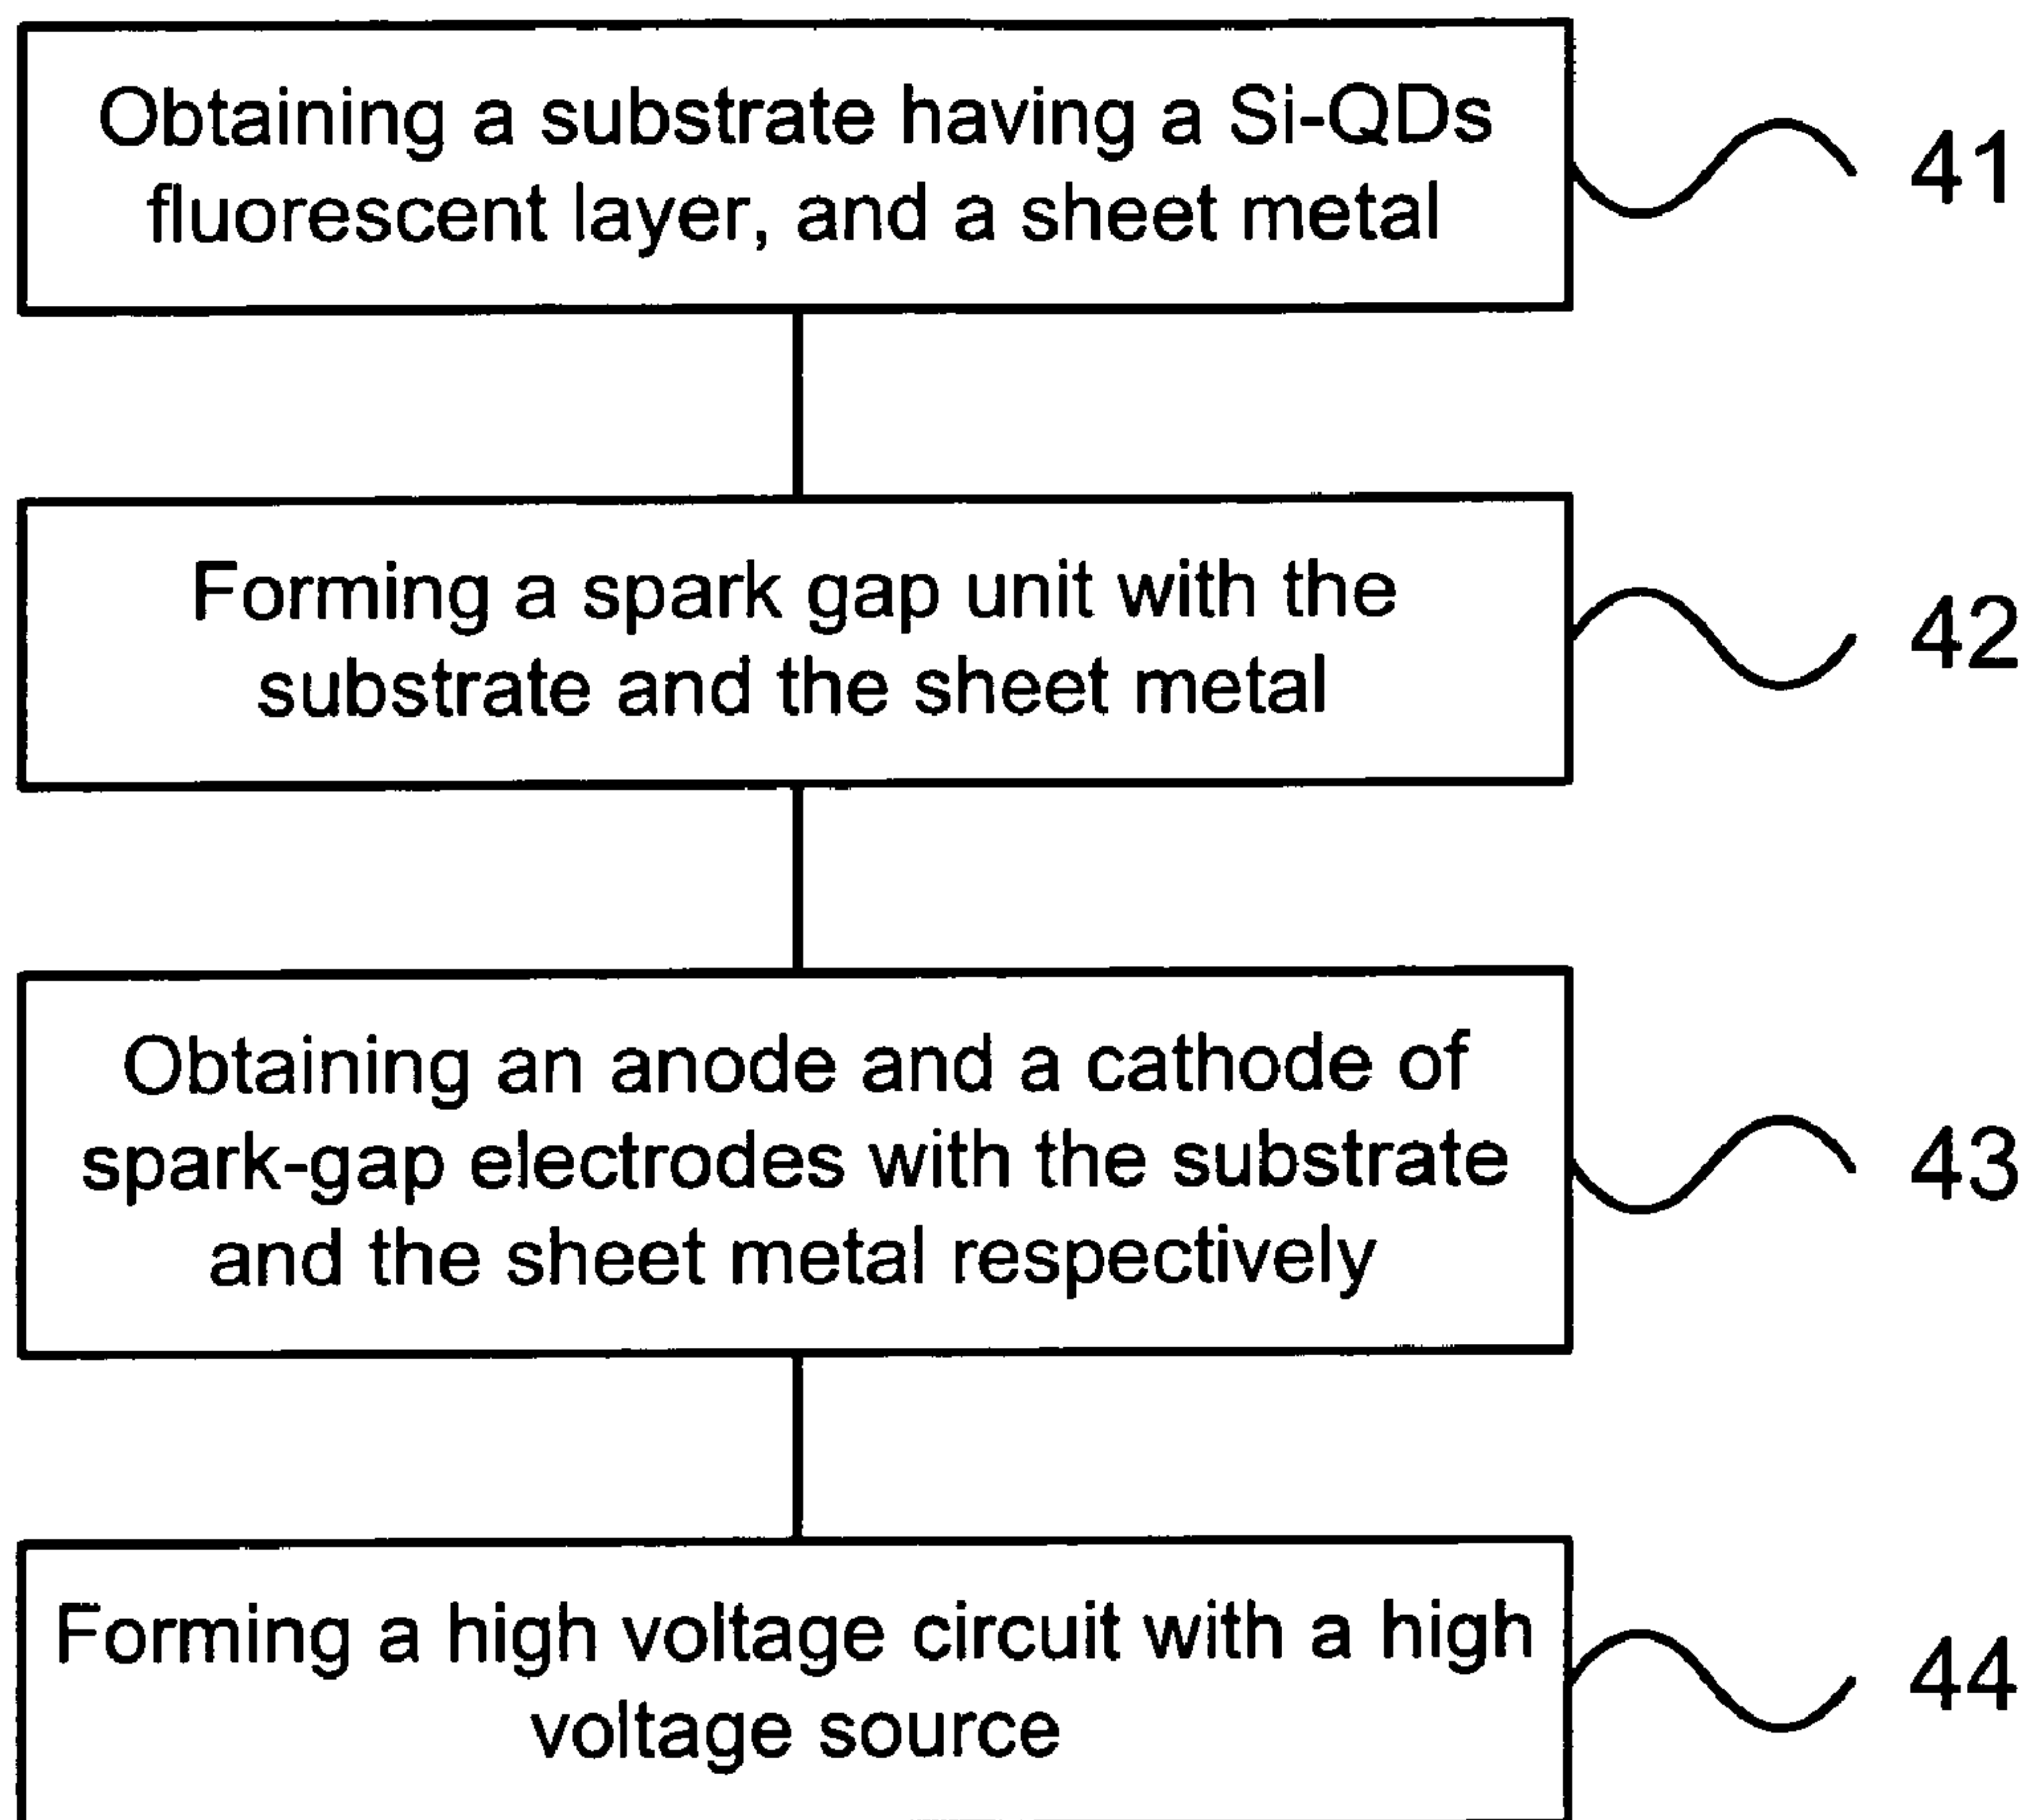 Obtaining a substrate having a Si-QDs
fluorescent layer, and a sheet metal
41
Forming a spark gap unit with the
substrate and the sheet metal
42
Obtaining an anode and a cathode of
spark-gap electrodes with the substrate
and the sheet metal respectively
43
Forming a high voltage circuit with a high
voltage source
44